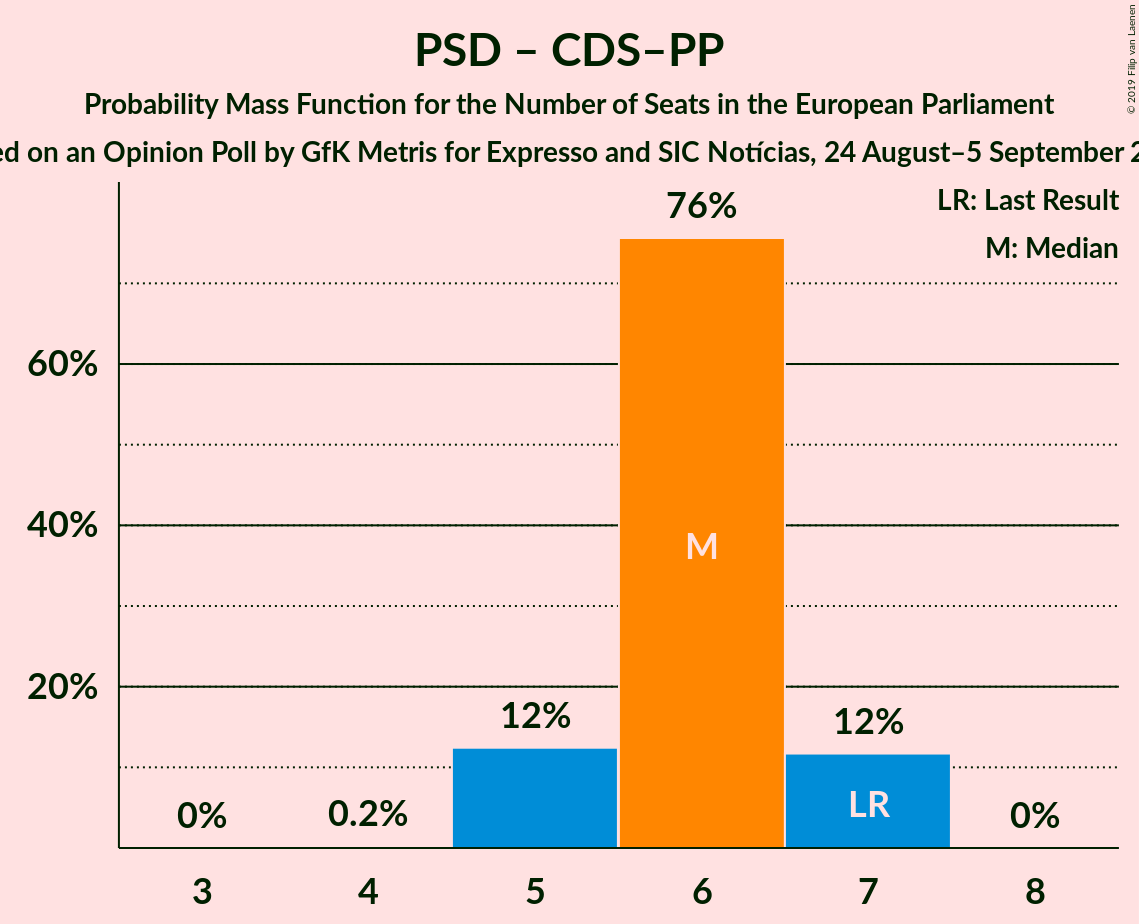 PSD – CDS–PP
Probability Mass Function for the Number of Seats in the European Parliament
on an Opinion Poll by GfK Metris for Expresso and SIC Notícias, 24 August–5 September
LR: Last Result
M: Median
76%
60%
40%
20%
12%
12%
0%
0.2%
0%
M
LR
3
4
5
6
7
8
© 2019 Filip van Laenen